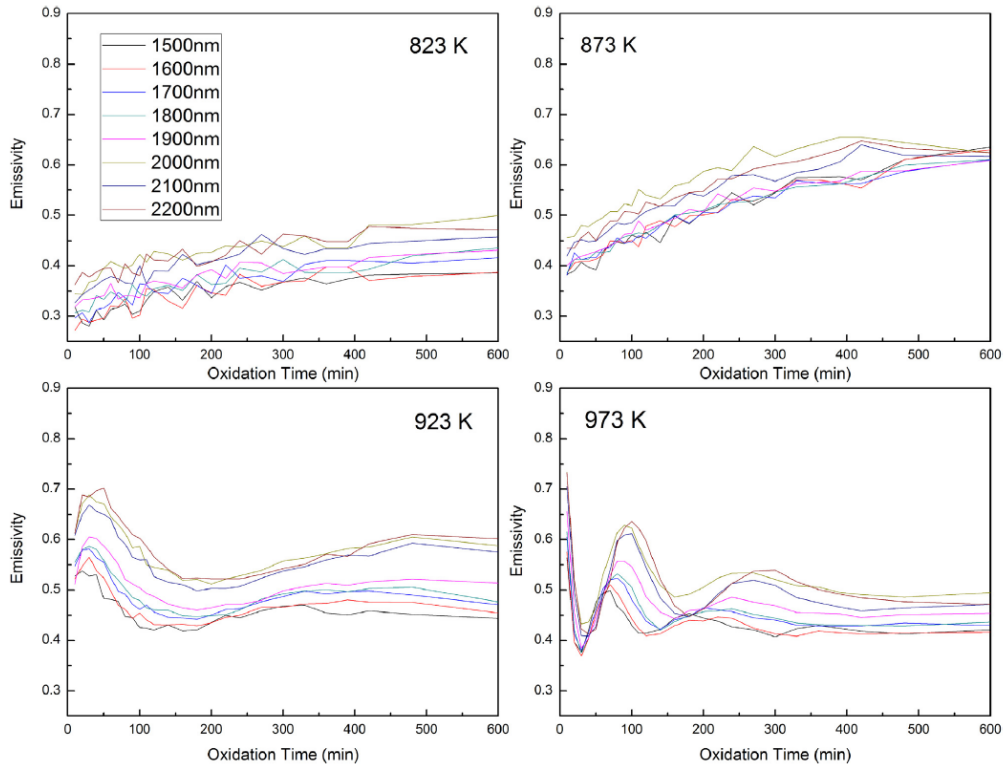 0.9
0.8
0.7
0.6
0.5
0.4
0.3
Emissivity
1500nm
1600nm
1700nm
1800nm
1900nm
2000nm
2100nm
2200nm
823 K
0 100 200 300 400 500 600
Oxidation Time (min)
0.9
0.8
0.7
0.6
0.5
0.4
0.3
Emissivity
873 K
0 100 200 300 400 500 600
Oxidation Time (min)
0.9
0.8
0.7
0.6
0.5
0.4
0.3
Emissivity
923 K
0 100 200 300 400 500 600
Oxidation Time (min)
0.9
0.8
0.7
0.6
0.5
0.4
0.3
Emissivity
973 K
0 100 200 300 400 500 600
Oxidation Time (min)